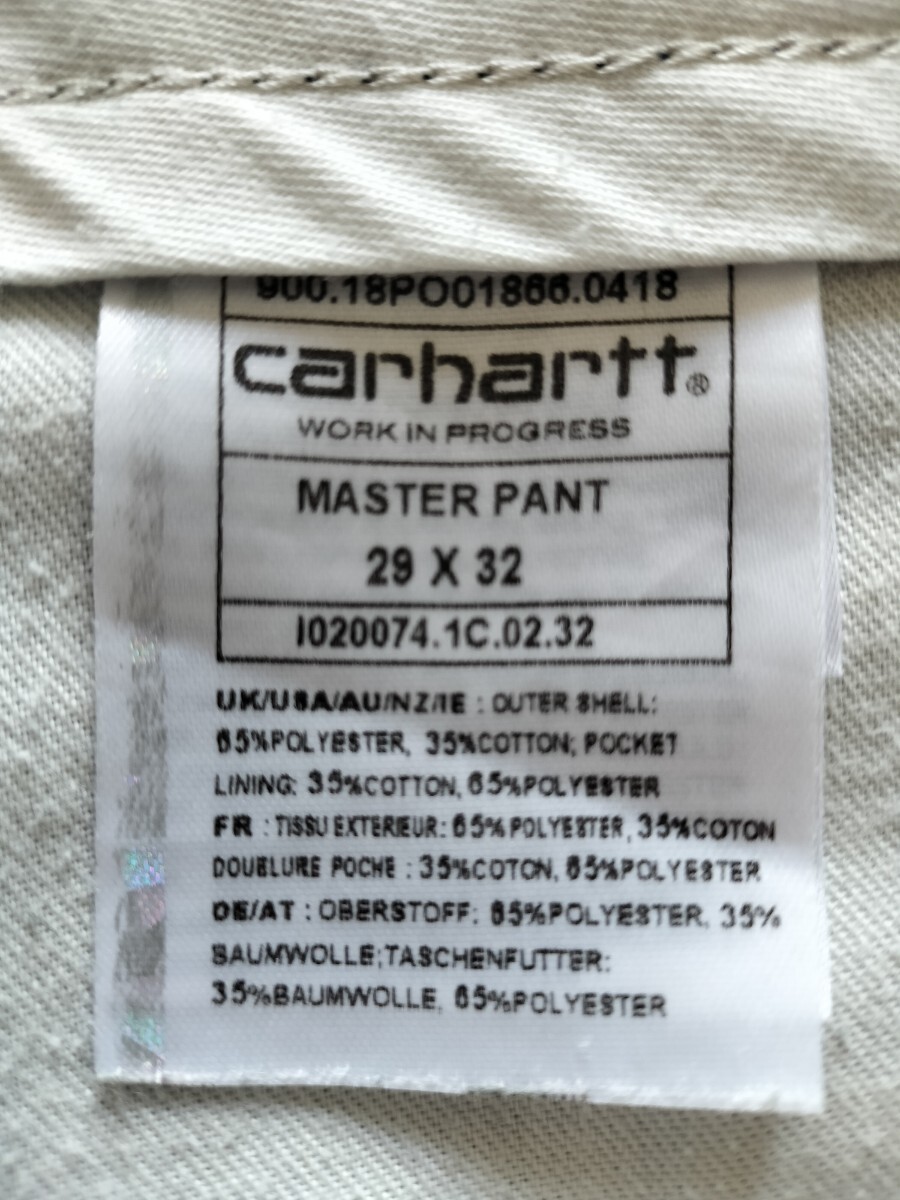 900.18PO01866.0418
carhartt®
WORK IN PROGRESS
MASTER PANT
29 X 32
I020074.1C.02.32
UK/USA/AU/NZ/IE : OUTER SHELL:
65%POLYESTER, 35%COTTON; POCKET
LINING: 35%COTTON, 65%POLYESTER
FR : TISSU EXTERIEUR: 65%POLYESTER, 35%COTON
DOUBLURE POCHE : 35%COTON, 65%POLYESTER
DE/AT : OBERSTOFF: 65%POLYESTER, 35%
BAUMWOLLE;TASCHENFUTTER:
35%BAUMWOLLE, 65%POLYESTER